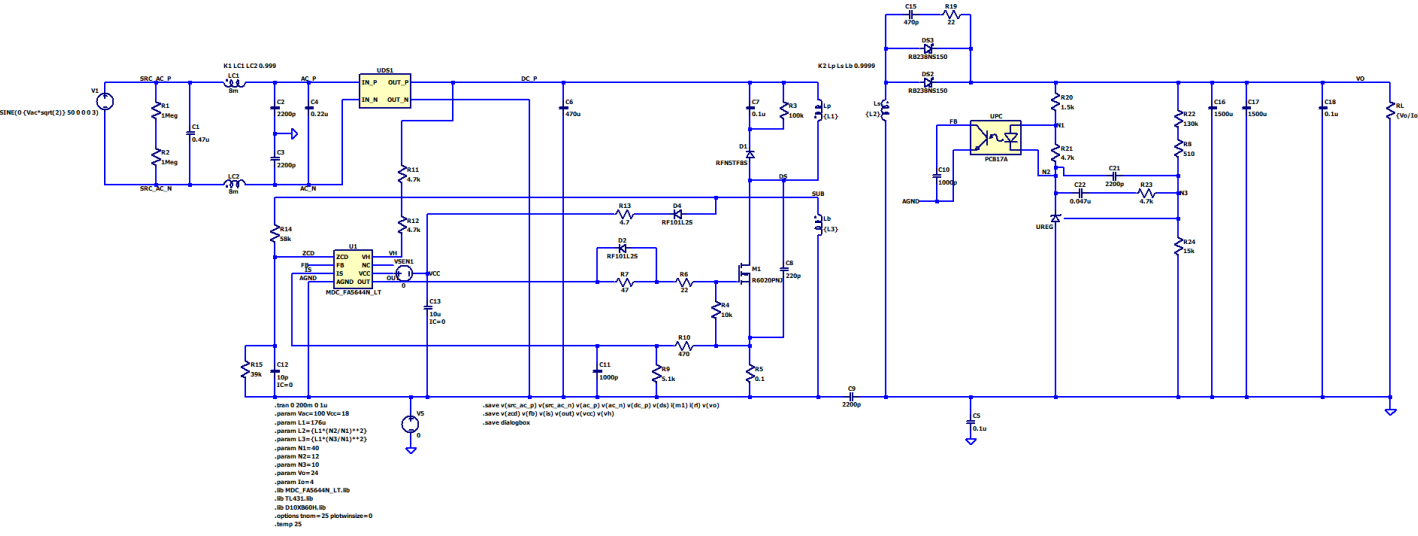 C15
470p
R19
22
DS3
RB238NS150
K1 LC1 LC2 0.999
UDS1
K2 Lp Ls Lb 0.9999
SRC_AC_P
LC1
8m
AC_P
IN_P OUT_P
IN_N OUT_N
DC_P
DS2
RB238NS150
VO
V1
SINE(0 {Vac*sqrt(2)} 50 0 0 0 3)
R1
1Meg
R2
1Meg
C1
0.47u
C2
2200p
C4
0.22u
C3
2200p
C6
470u
C7
0.1u
R3
100k
Lp
{L1}
Ls
{L2}
R20
1.5k
R22
130k
C16
1500u
C17
1500u
C18
0.1u
RL
{Vo/Io
FB
UPC
PC817A
N1
R21
4.7k
R8
510
D1
RFN5TF8S
SRC_AC_N
LC2
8m
AC_N
R11
4.7k
DS
C10
1000p
N2
C21
2200p
C22
0.047u
R23
4.7k
N3
AGND
SUB
R13
4.7
D4
RF101L2S
Lb
{L3}
UREG
R14
58k
R12
4.7k
D2
RF101L2S
R24
15k
U1
ZCD
FB
IS
AGND
ZCD VH
FB NC
IS VCC
AGND OUT
VH
VSEN1
OUT
0
VCC
MDC_FA5644N_LT
R7
47
R6
22
M1
R6020PNJ
C8
220p
C13
10u
IC=0
R4
10k
R10
470
R15
39k
C12
10p
IC=0
C11
1000p
R9
5.1k
R5
0.1
C9
2200p
V5
0
C5
0.1u
.tran 0 200m 0 1u
.param Vac=100 Vcc=18
.param L1=176u
.param L2={L1*(N2/N1)**2}
.param L3={L1*(N3/N1)**2}
.param N1=40
.param N2=12
.param N3=10
.param Vo=24
.param Io=4
.lib MDC_FA5644N_LT.lib
.lib TL431.lib
.lib D10XB60H.lib
.options tnom=25 plotwinsize=0
.temp 25
.save v(src_ac_p) v(src_ac_n) v(ac_p) v(ac_n) v(dc_p) v(ds) I(m1) I(rl) v(vo)
.save v(zcd) v(fb) v(is) v(out) v(vcc) v(vh)
.save dialogbox